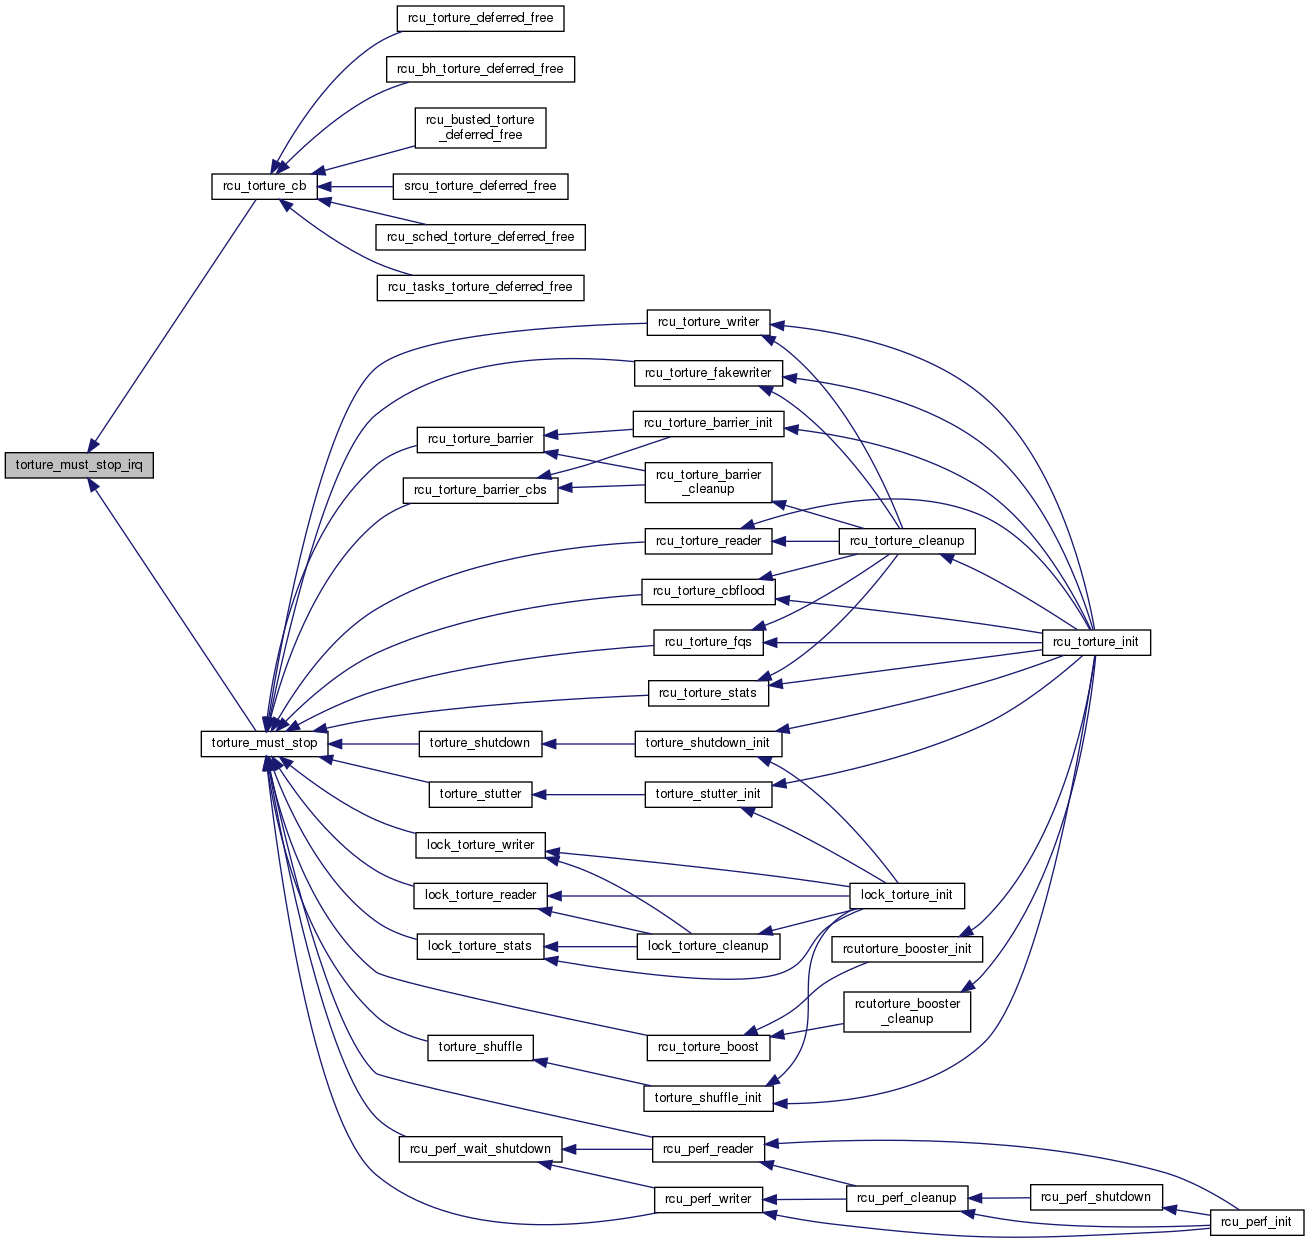 rcu_torture_deferred_free
rcu_bh_torture_deferred_free
rcu_busted_torture
_deferred_free
rcu_torture_cb
srcu_torture_deferred_free
rcu_sched_torture_deferred_free
rcu_tasks_torture_deferred_free
rcu_torture_writer
rcu_torture_fakewriter
rcu_torture_barrier_init
rcu_torture_barrier
torture_must_stop_irq
rcu_torture_barrier
_cleanup
rcu_torture_barrier_cbs
rcu_torture_reader
rcu_torture_cleanup
rcu_torture_cbflood
rcu_torture_fqs
rcu_torture_init
rcu_torture_stats
torture_must_stop
torture_shutdown
torture_shutdown_init
torture_stutter
torture_stutter_init
lock_torture_writer
lock_torture_reader
lock_torture_init
lock_torture_stats
lock_torture_cleanup
rcutorture_booster_init
rcutorture_booster
_cleanup
torture_shuffle
rcu_torture_boost
torture_shuffle_init
rcu_perf_wait_shutdown
rcu_perf_reader
rcu_perf_writer
rcu_perf_cleanup
rcu_perf_shutdown
rcu_perf_init